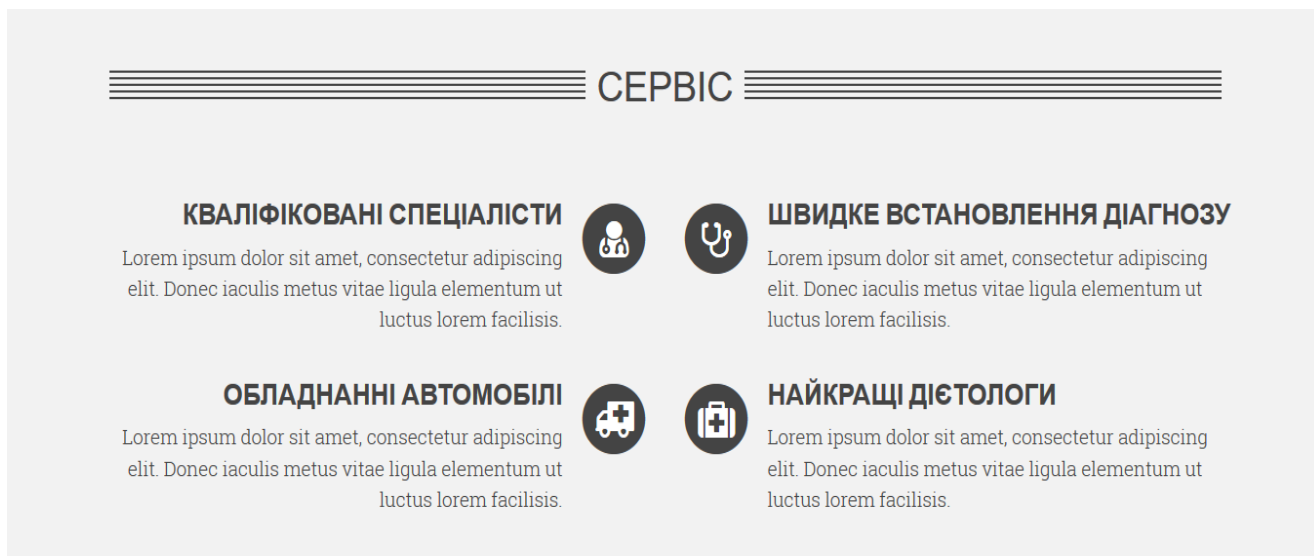 СЕРВІС
КВАЛІФІКОВАНІ СПЕЦІАЛІСТИ
Lorem ipsum dolor sit amet, consectetur adipiscing
elit. Donec iaculis metus vitae ligula elementum ut
luctus lorem facilisis.
ШВИДКЕ ВСТАНОВЛЕННЯ ДІАГНОЗУ
Lorem ipsum dolor sit amet, consectetur adipiscing
elit. Donec iaculis metus vitae ligula elementum ut
luctus lorem facilisis.
ОБЛАДНАННІ АВТОМОБІЛІ
Lorem ipsum dolor sit amet, consectetur adipiscing
elit. Donec iaculis metus vitae ligula elementum ut
luctus lorem facilisis.
НАЙКРАЩІ ДІЄТОЛОГИ
Lorem ipsum dolor sit amet, consectetur adipiscing
elit. Donec iaculis metus vitae ligula elementum ut
luctus lorem facilisis.